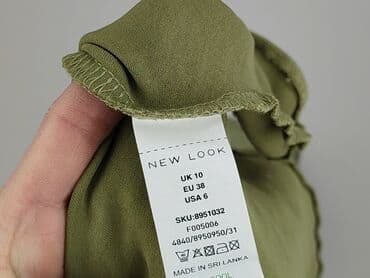 NEW LOOK
UK 10
EU 38
USA 6
SKU:8951032
F005006
4840/8950950/31
MADE IN SRI LANKA